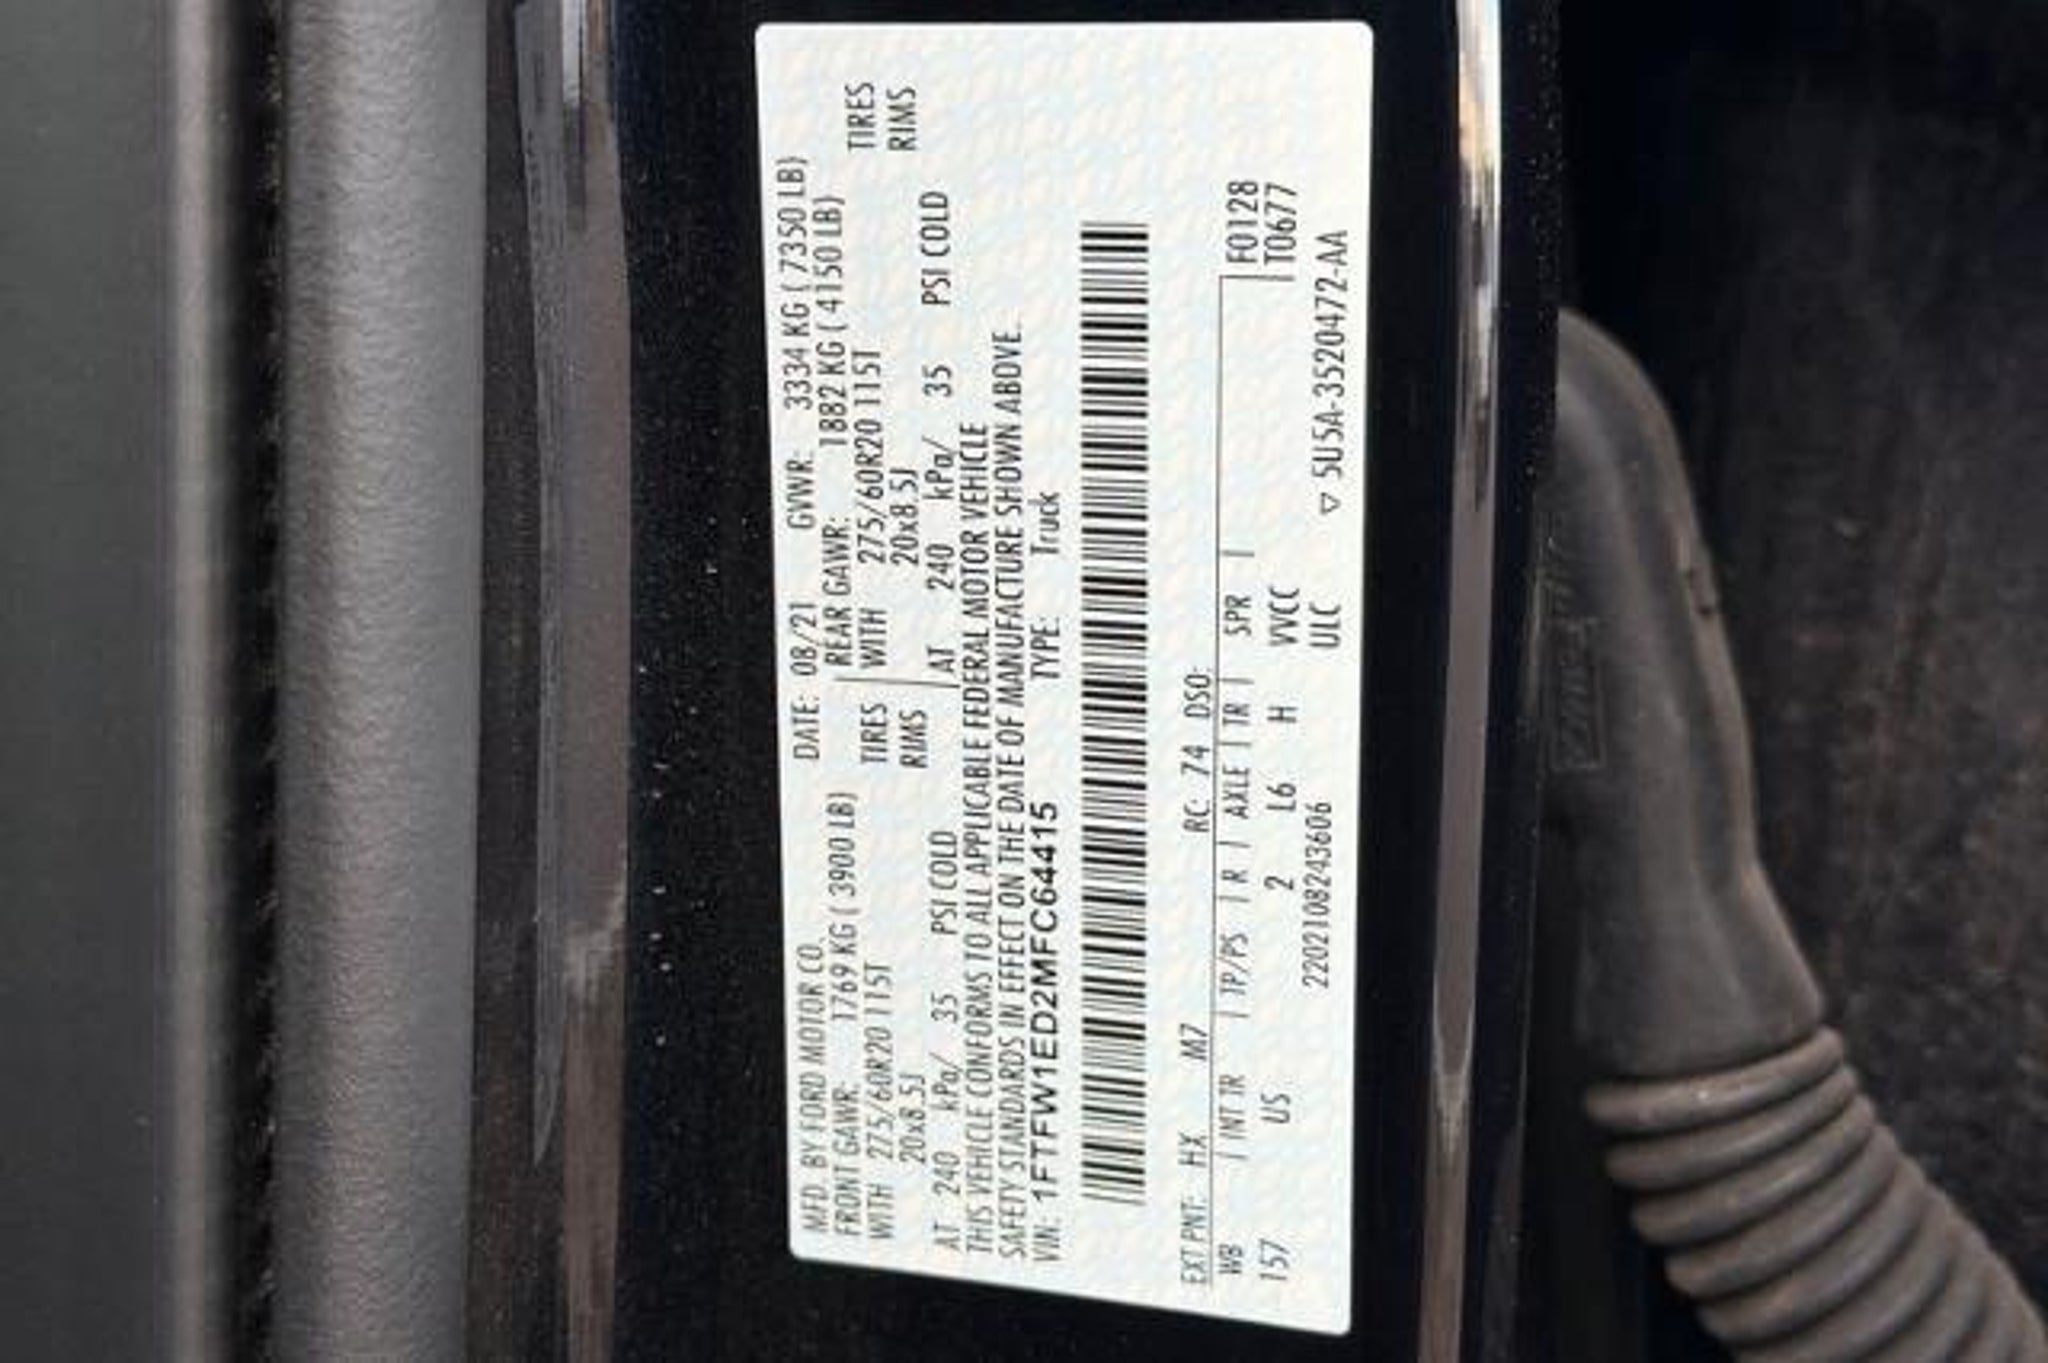 MFD. BY FORD MOTOR CO. DATE: 08/21 GVWR: 3334 KG ( 7350 LB)
FRONT GAWR: 1769 KG ( 3900 LB) REAR GAWR: 1882 KG ( 4150 LB)
WITH 275/60R20 115T TIRES WITH 275/60R20 115T TIRES
20x8.5J RIMS 20x8.5J RIMS
AT 240 kPa/ 35 PSI COLD AT 240 kPa/ 35 PSI COLD
THIS VEHICLE CONFORMS TO ALL APPLICABLE FEDERAL MOTOR VEHICLE
SAFETY STANDARDS IN EFFECT ON THE DATE OF MANUFACTURE SHOWN ABOVE.
VIN: 1FTFW1ED2MFC64415 TYPE: Truck
EXT PNT: HX M7 RC: 74 DSO:
WB | INT TR | TP/PS | R | AXLE | TR | SPR | F0128
157 US 2 L6 H VVCC T0677
22021082436O6 ULC ▽ 5U5A-3520472-AA